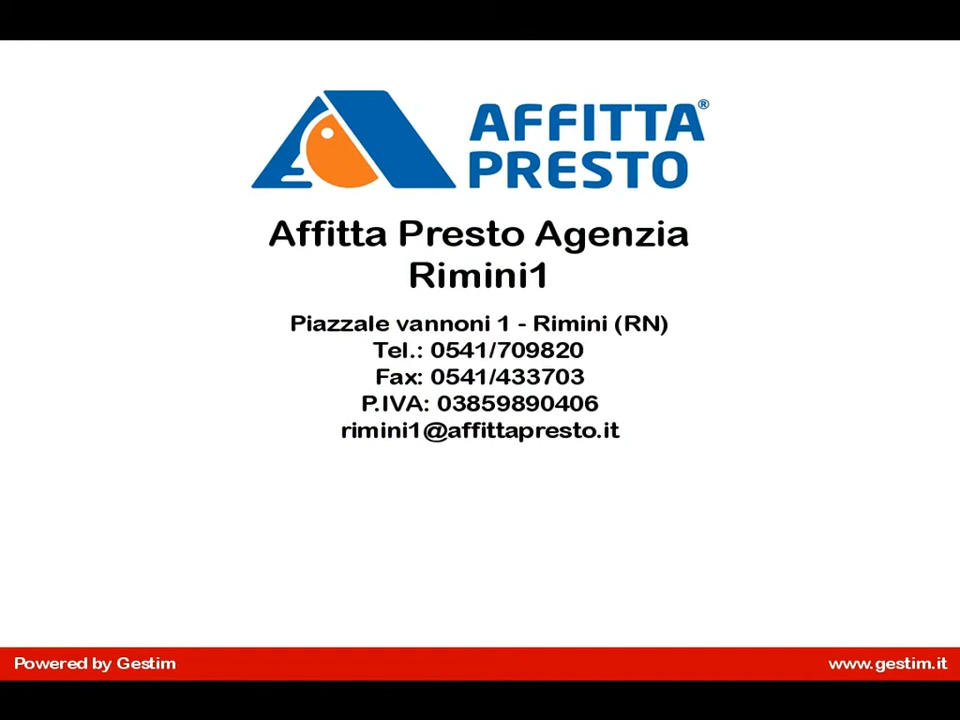 AFFITTA®
PRESTO
Affitta Presto Agenzia
Rimini1
Piazzale vannoni 1 - Rimini (RN)
Tel.: 0541/709820
Fax: 0541/433703
P.IVA: 03859890406
rimini1@affittapresto.it
Powered by Gestim
www.gestim.it